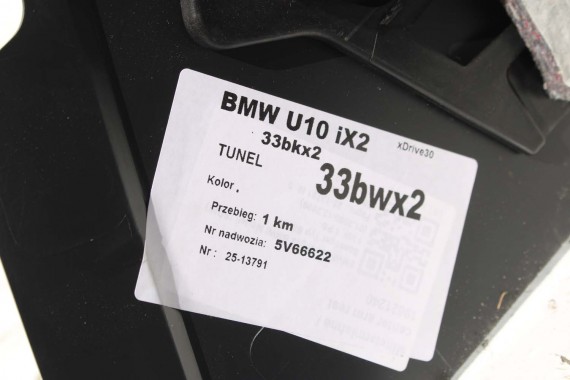 BMW U10 iX2 xDrive30
33bkx2
TUNEL 33bwx2
Kolor .
Przebieg: 1 km
Nr nadwozia: 5V66622
Nr : 25-13791